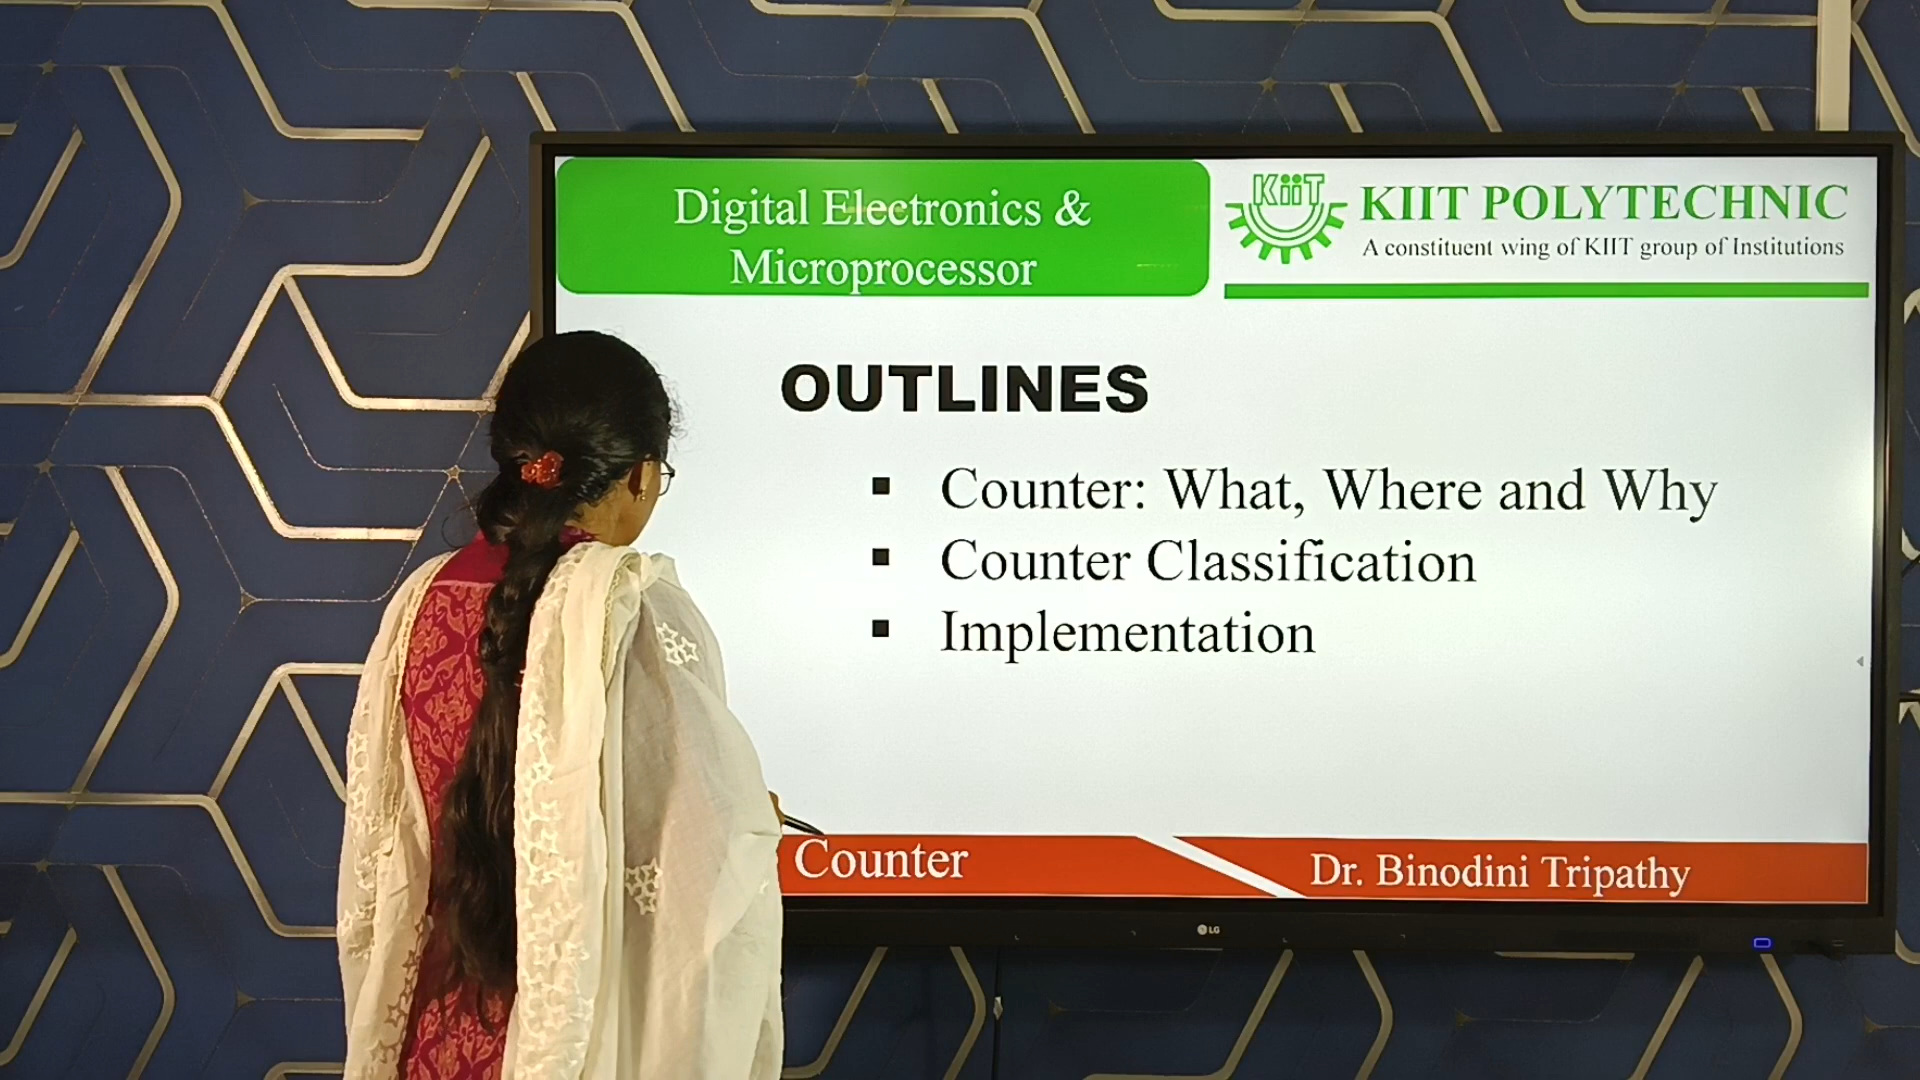 Digital Electronics &
Microprocessor
KiiT
KIIT POLYTECHNIC
A constituent wing of KIIT group of Institutions
OUTLINES
▪ Counter: What, Where and Why
▪ Counter Classification
▪ Implementation
Counter
Dr. Binodini Tripathy
LG